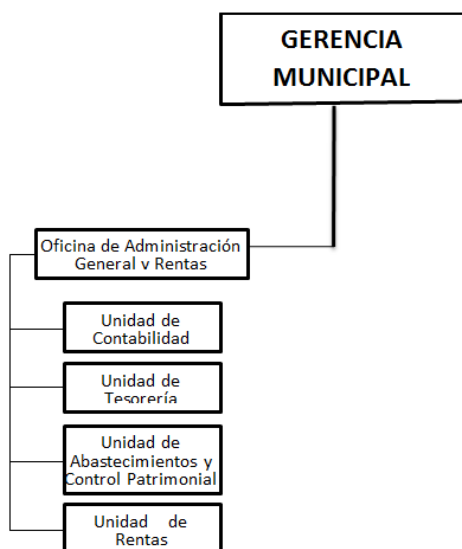 GERENCIA
MUNICIPAL
Oficina de Administración
General y Rentas
Unidad de
Contabilidad
Unidad de
Tesorería
Unidad de
Abastecimientos y
Control Patrimonial
Unidad de
Rentas